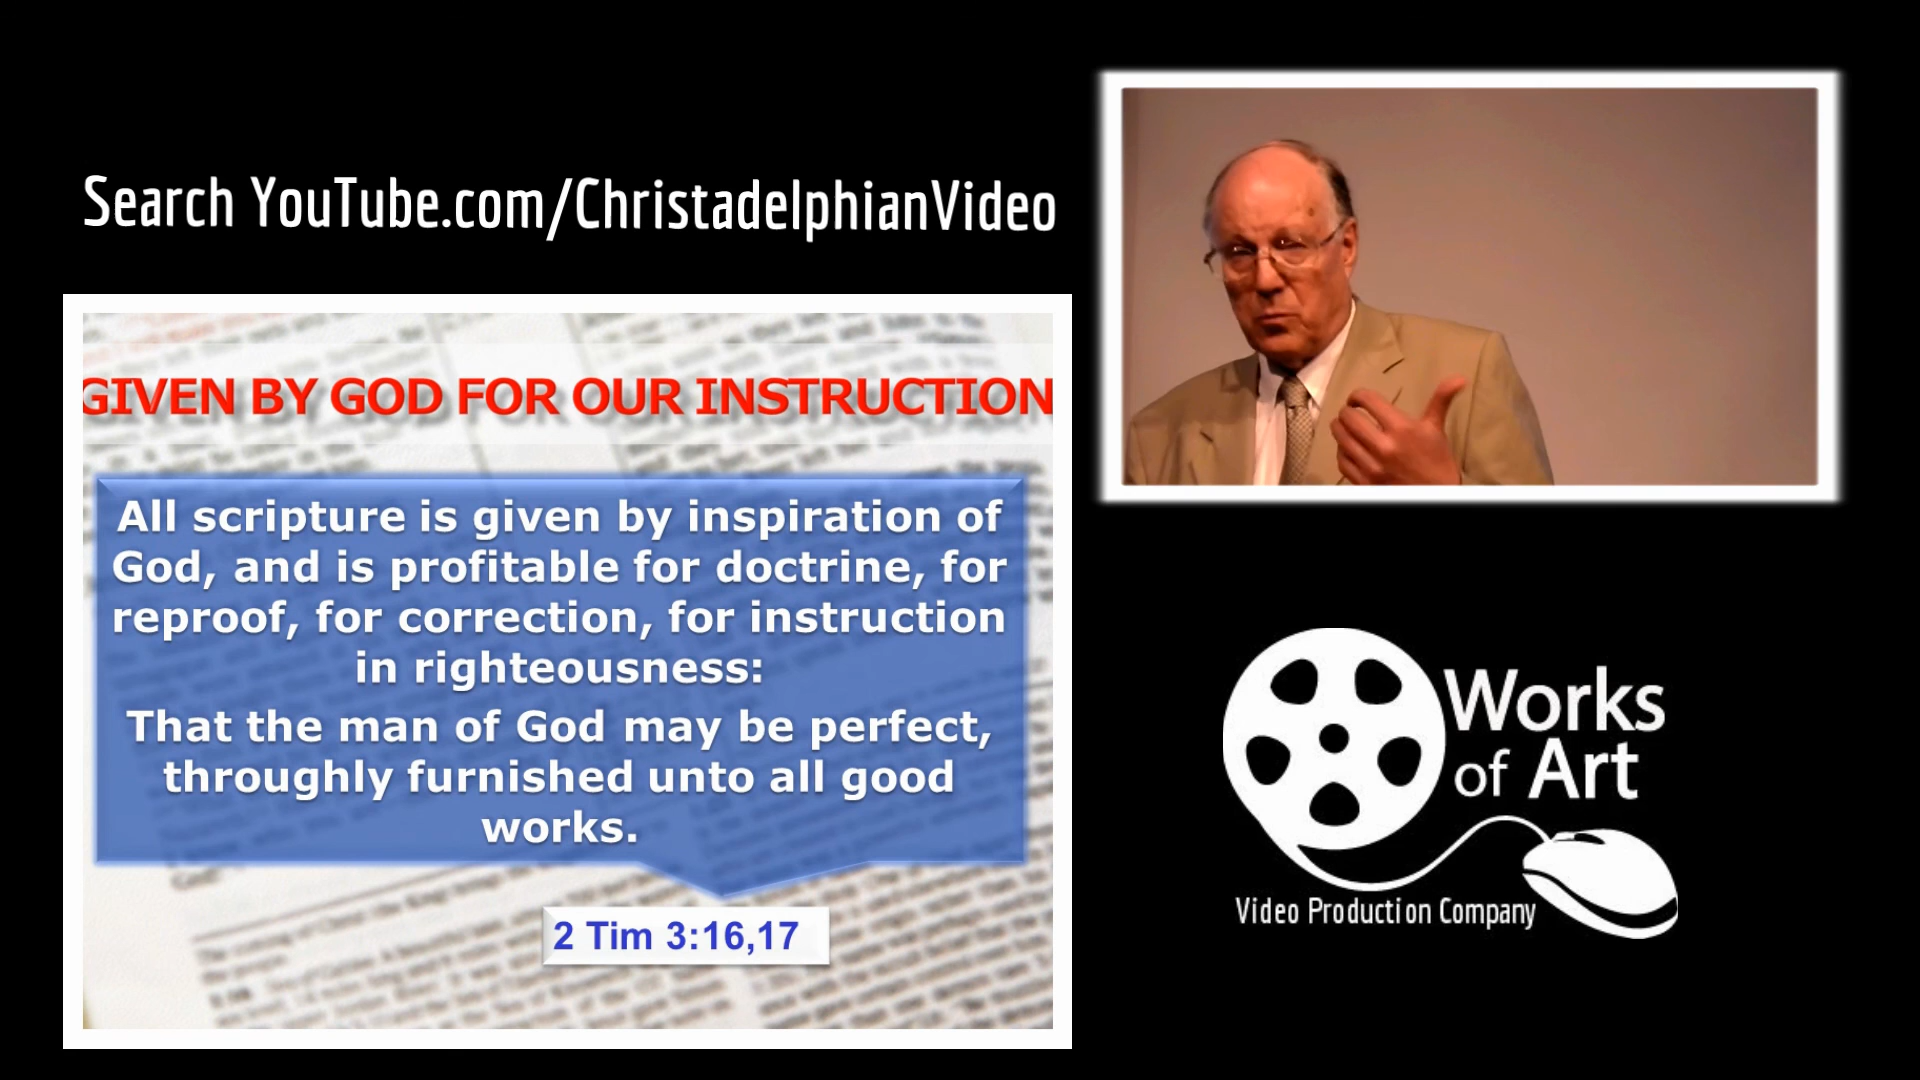 Search YouTube.com/ChristadelphianVideo
GIVEN BY GOD FOR OUR INSTRUCTION
All scripture is given by inspiration of
God, and is profitable for doctrine, for
reproof, for correction, for instruction
in righteousness:
That the man of God may be perfect,
throughly furnished unto all good
works.
2 Tim 3:16,17
Works
of Art
Video Production Company